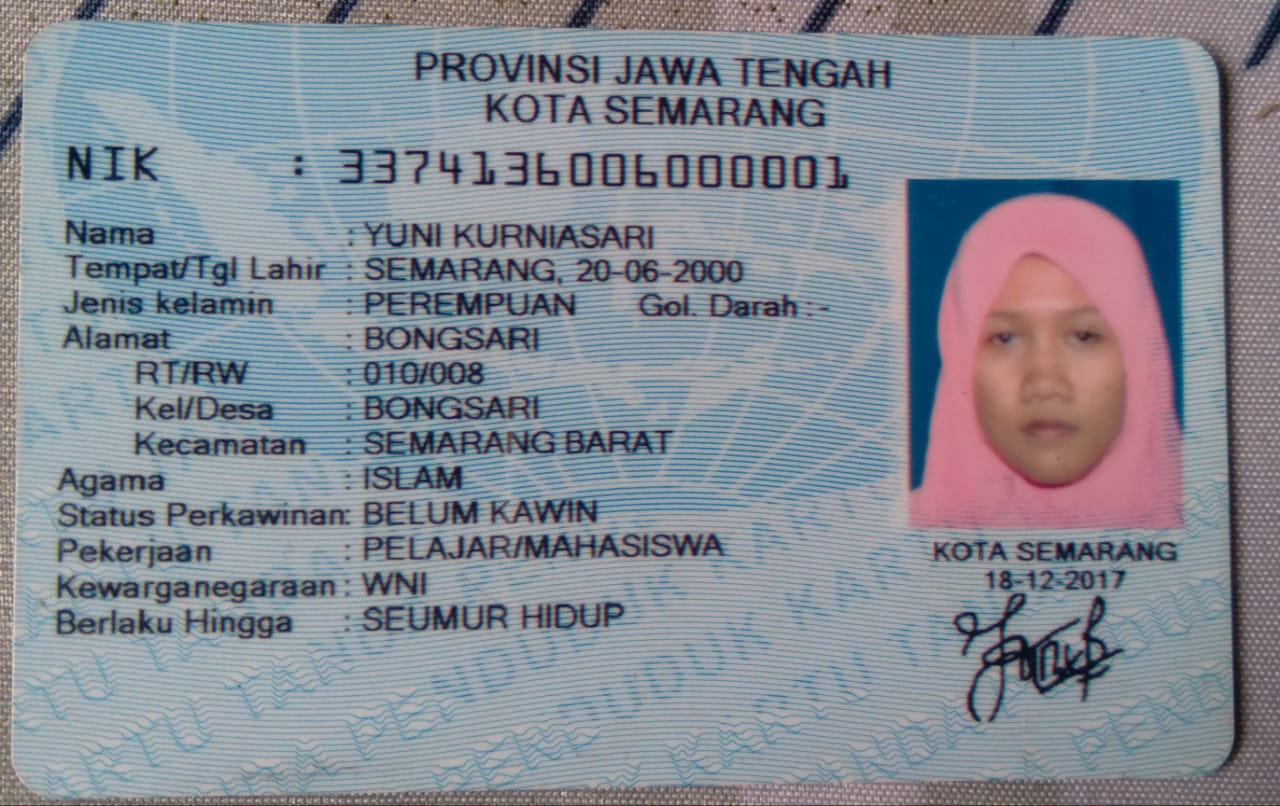 PROVINSI JAWA TENGAH
KOTA SEMARANG
NIK : 3374136006000001
Nama : YUNI KURNIASARI
Tempat/Tgl Lahir : SEMARANG, 20-06-2000
Jenis kelamin : PEREMPUAN Gol. Darah :-
Alamat : BONGSARI
RT/RW : 010/008
Kel/Desa : BONGSARI
Kecamatan : SEMARANG BARAT
Agama : ISLAM
Status Perkawinan: BELUM KAWIN
Pekerjaan : PELAJAR/MAHASISWA
Kewarganegaraan : WNI
Berlaku Hingga : SEUMUR HIDUP
KOTA SEMARANG
18-12-2017